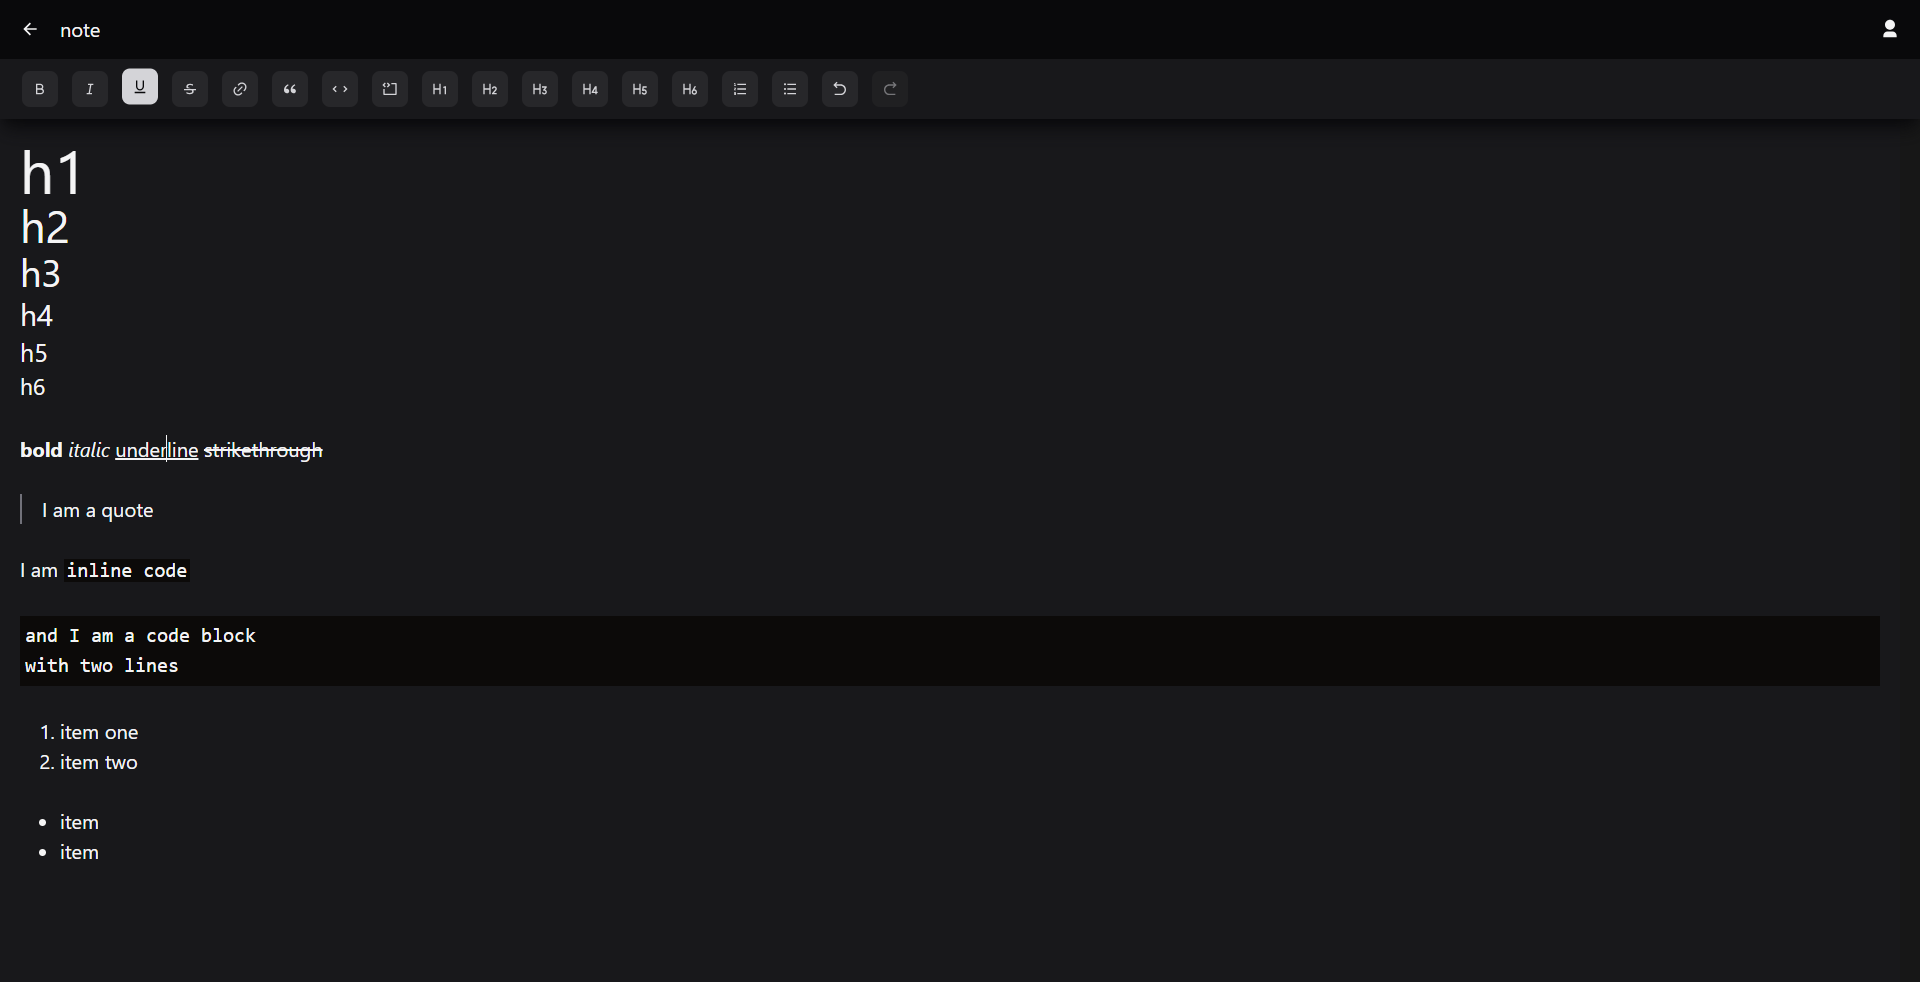 note
B I U S H1 H2 H3 H4 H5 H6
h1
h2
h3
h4
h5
h6
bold italic underline strikethrough
I am a quote
I am inline code
and I am a code block
with two lines
1. item one
2. item two
• item
• item